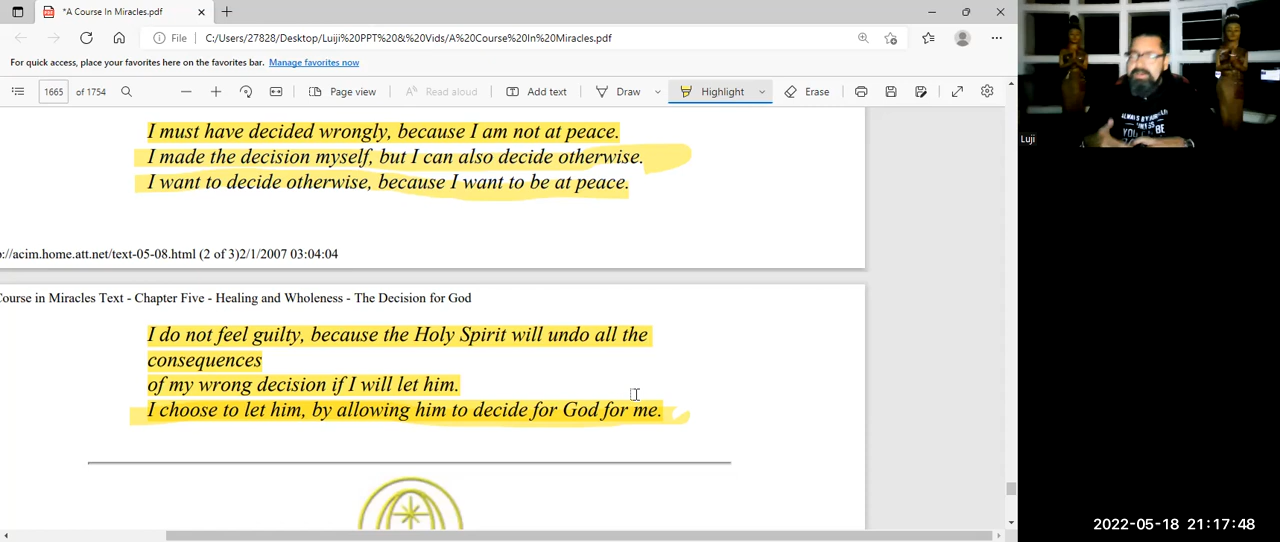 *A Course In Miracles.pdf
File C:/Users/27828/Desktop/Luiji%20PPT%20&%20Vids/A%20Course%20In%20Miracles.pdf
For quick access, place your favorites here on the favorites bar. Manage favorites now
1665 of 1754 Page view Read aloud Add text Draw Highlight Erase
I must have decided wrongly, because I am not at peace.
I made the decision myself, but I can also decide otherwise.
I want to decide otherwise, because I want to be at peace.
://acim.home.att.net/text-05-08.html (2 of 3)2/1/2007 03:04:04
Course in Miracles Text - Chapter Five - Healing and Wholeness - The Decision for God
I do not feel guilty, because the Holy Spirit will undo all the
consequences
of my wrong decision if I will let him.
I choose to let him, by allowing him to decide for God for me.
Luji
YOU'LL BE
2022-05-18 21:17:48